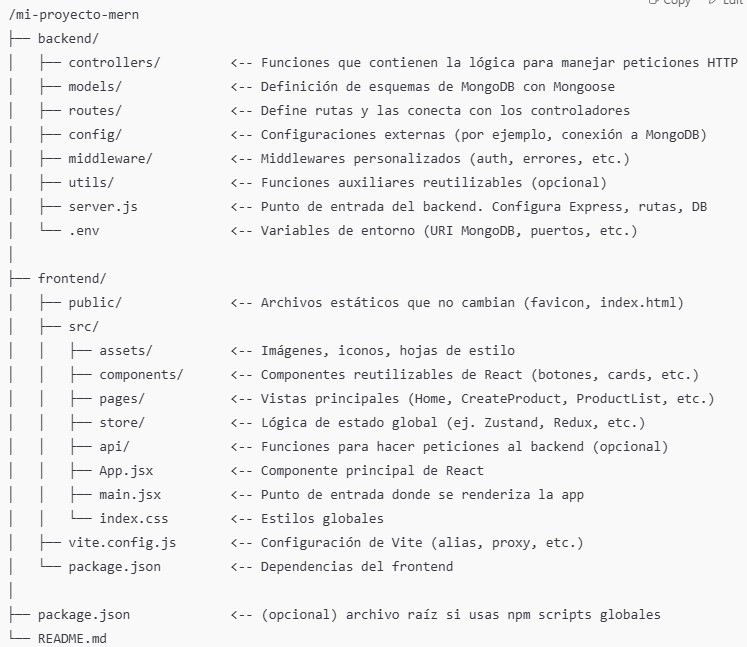 Copy Edit
/mi-proyecto-mern
├── backend/
│   ├── controllers/         <-- Funciones que contienen la lógica para manejar peticiones HTTP
│   ├── models/              <-- Definición de esquemas de MongoDB con Mongoose
│   ├── routes/              <-- Define rutas y las conecta con los controladores
│   ├── config/              <-- Configuraciones externas (por ejemplo, conexión a MongoDB)
│   ├── middleware/          <-- Middlewares personalizados (auth, errores, etc.)
│   ├── utils/               <-- Funciones auxiliares reutilizables (opcional)
│   ├── server.js            <-- Punto de entrada del backend. Configura Express, rutas, DB
│   └── .env                 <-- Variables de entorno (URI MongoDB, puertos, etc.)
│
├── frontend/
│   ├── public/              <-- Archivos estáticos que no cambian (favicon, index.html)
│   ├── src/
│   │   ├── assets/          <-- Imágenes, iconos, hojas de estilo
│   │   ├── components/      <-- Componentes reutilizables de React (botones, cards, etc.)
│   │   ├── pages/           <-- Vistas principales (Home, CreateProduct, ProductList, etc.)
│   │   ├── store/           <-- Lógica de estado global (ej. Zustand, Redux, etc.)
│   │   ├── api/             <-- Funciones para hacer peticiones al backend (opcional)
│   │   ├── App.jsx          <-- Componente principal de React
│   │   ├── main.jsx         <-- Punto de entrada donde se renderiza la app
│   │   └── index.css        <-- Estilos globales
│   ├── vite.config.js       <-- Configuración de Vite (alias, proxy, etc.)
│   └── package.json         <-- Dependencias del frontend
│
├── package.json             <-- (opcional) archivo raíz si usas npm scripts globales
└── README.md